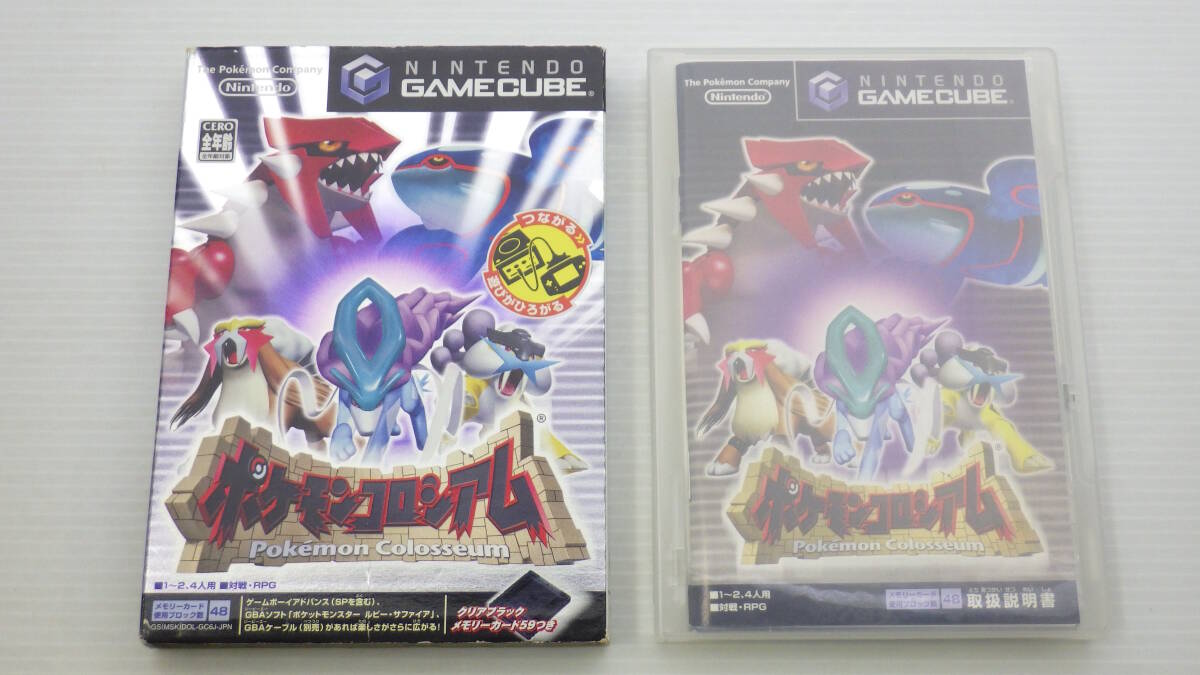 The Pokémon Company
Nintendo
NINTENDO
GAMECUBE®
CERO
全年齢
全年齢対象
つながる»
遊びがひろがる
®
ポケモンコロシアム
Pokémon Colosseum
■1~2、4人用 ■対戦・RPG
メモリーカード
使用ブロック数
48
ゲームボーイアドバンス(SPを含む)、
GBAソフト「ポケットモンスター ルビー・サファイア」、
GBAケーブル(別売)があれば楽しさがさらに広がる!
クリアブラック
メモリーカード59つき
The Pokémon Company
Nintendo
NINTENDO
GAMECUBE®
ポケモンコロシアム
Pokémon Colosseum
■1~2、4人用
■対戦・RPG
メモリーカード
使用ブロック数
48
取扱説明書